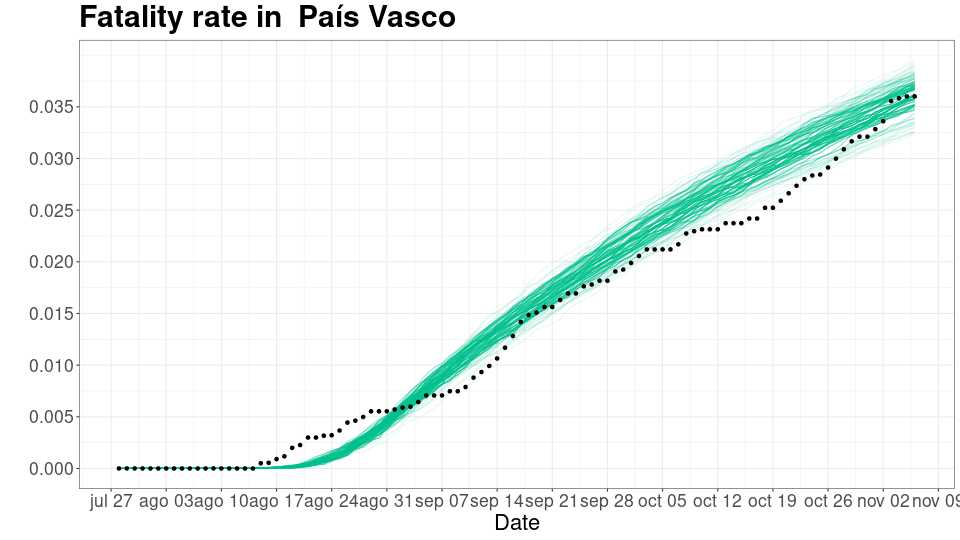 Fatality rate in  País Vasco
0.035
0.030
0.025
0.020
0.015
0.010
0.005
0.000
jul 27 ago 03 ago 10 ago 17 ago 24 ago 31 sep 07 sep 14 sep 21 sep 28 oct 05 oct 12 oct 19 oct 26 nov 02 nov 09
Date